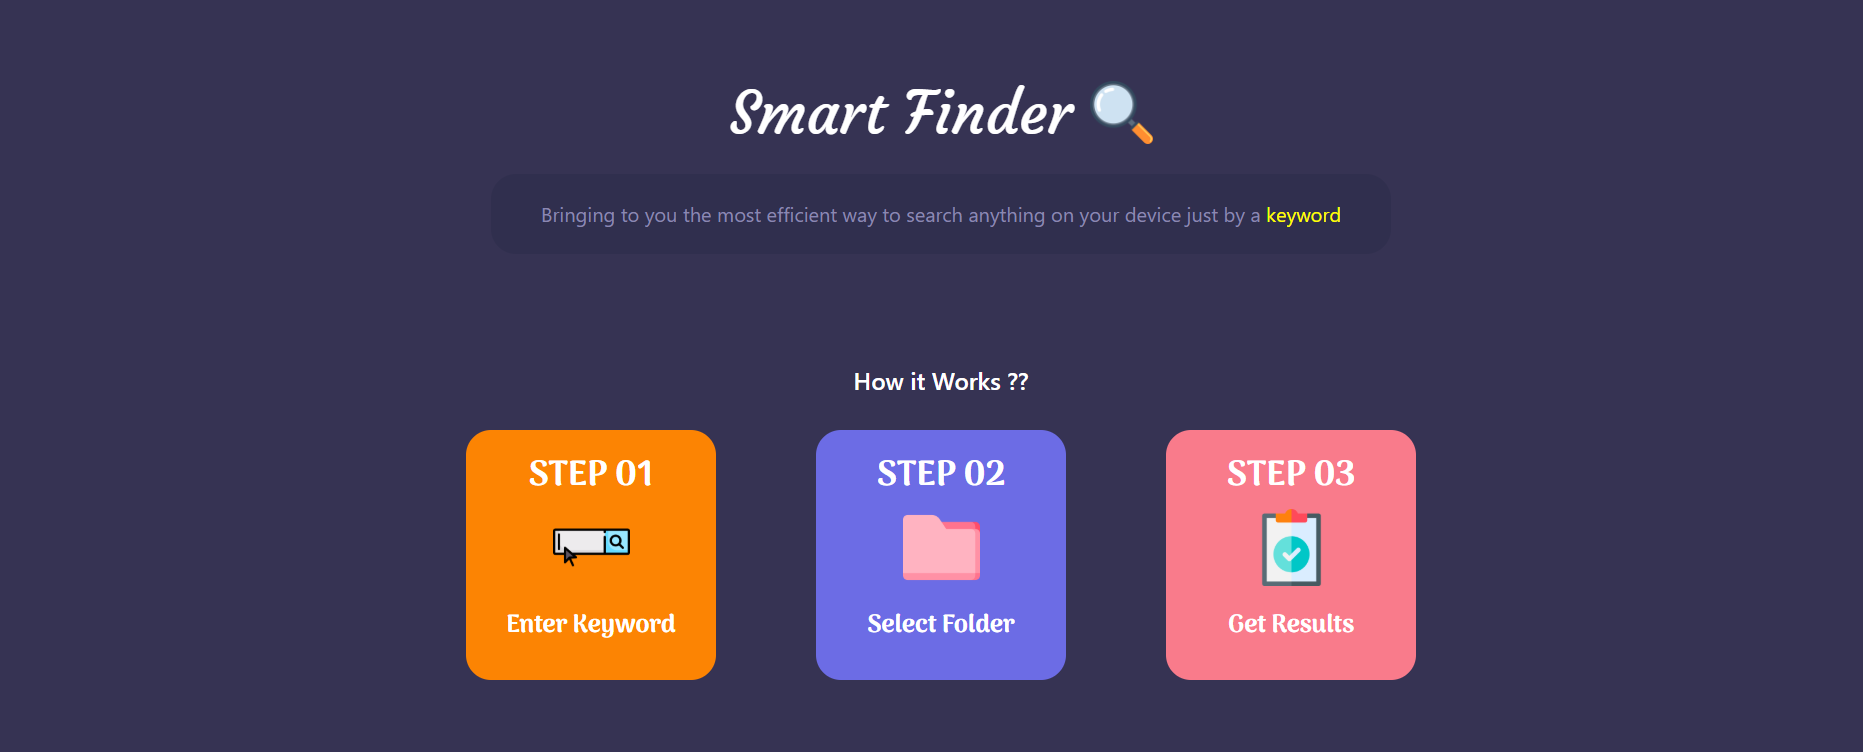 Smart Finder
Bringing to you the most efficient way to search anything on your device just by a keyword
How it Works ??
STEP 01
Enter Keyword
STEP 02
Select Folder
STEP 03
Get Results